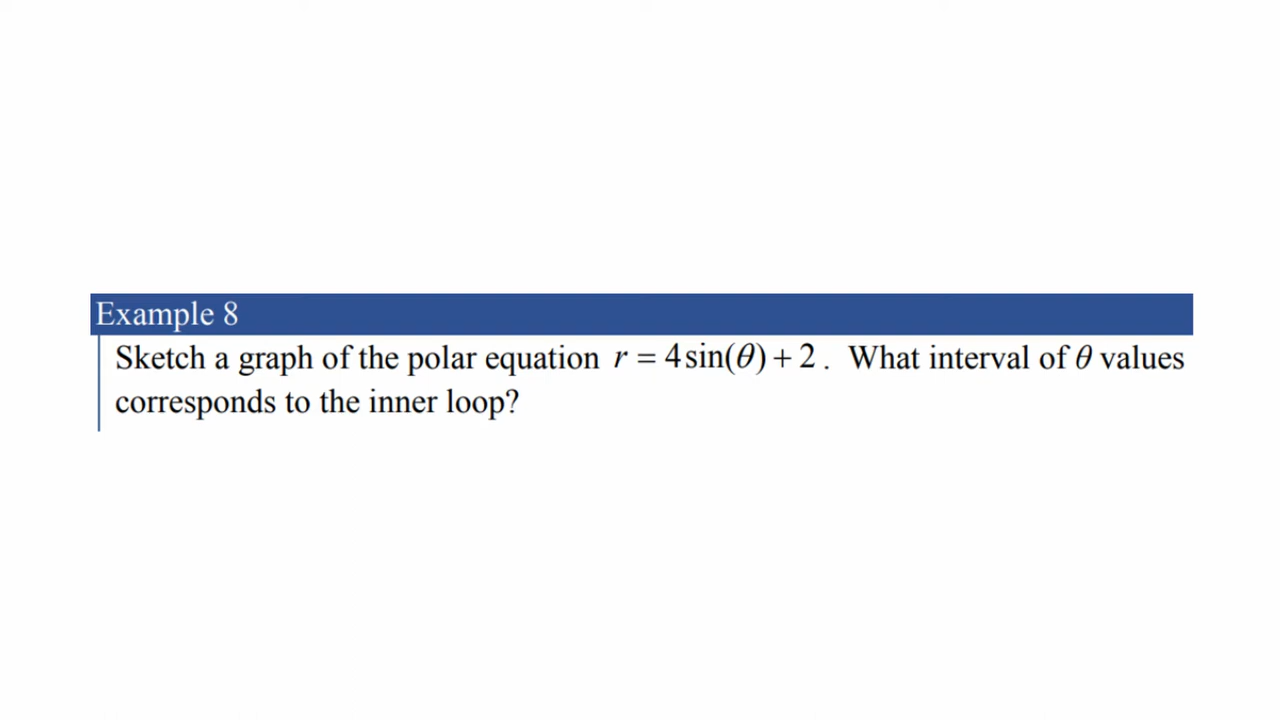 Example 8
Sketch a graph of the polar equation r = 4sin(θ) + 2 . What interval of θ values
corresponds to the inner loop?